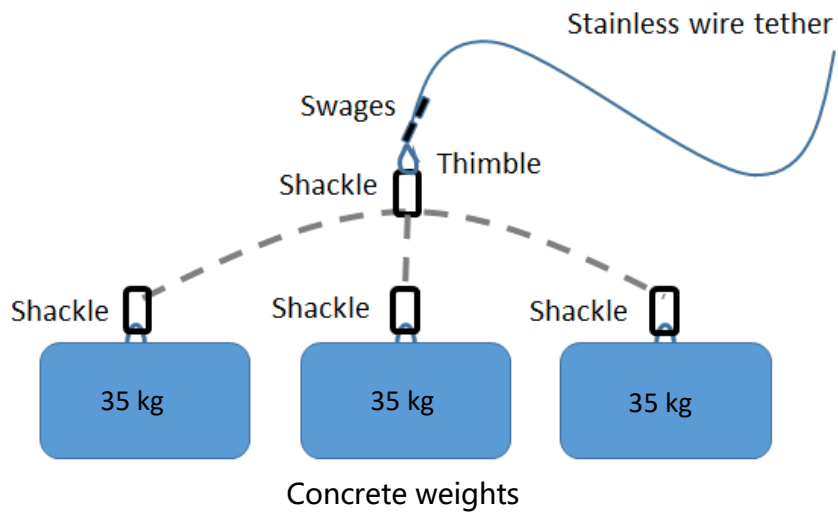 Stainless wire tether
Swages
Thimble
Shackle
Shackle
Shackle
Shackle
35 kg
35 kg
35 kg
Concrete weights